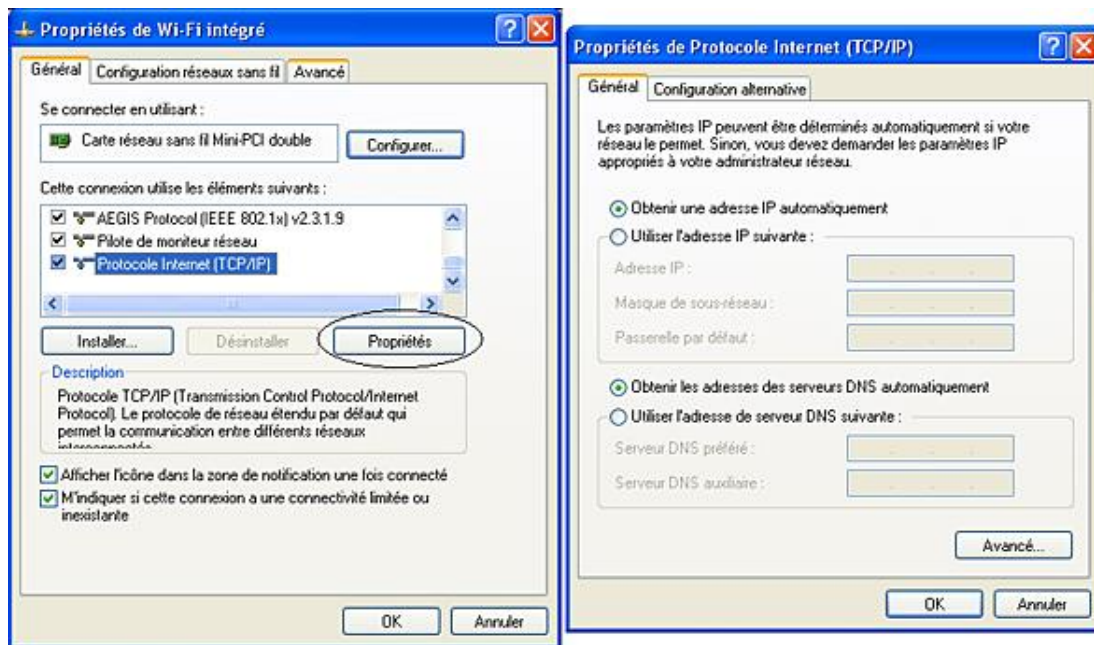 Propriétés de Wi-Fi intégré
Général Configuration réseaux sans fil Avancé
Se connecter en utilisant :
Carte réseau sans fil Mini-PCI double Configurer...
Cette connexion utilise les éléments suivants :
AEGIS Protocol (IEEE 802.1x) v2.3.1.9
Pilote de moniteur réseau
Protocole Internet (TCP/IP)
Installer... Désinstaller Propriétés
Description
Protocole TCP/IP (Transmission Control Protocol/Internet
Protocol). Le protocole de réseau étendu par défaut qui
permet la communication entre différents réseaux
interconnectés
Afficher l'icône dans la zone de notification une fois connecté
M'indiquer si cette connexion a une connectivité limitée ou
inexistante
OK Annuler
Propriétés de Protocole Internet (TCP/IP)
Général Configuration alternative
Les paramètres IP peuvent être déterminés automatiquement si votre
réseau le permet. Sinon, vous devez demander les paramètres IP
appropriés à votre administrateur réseau.
Obtenir une adresse IP automatiquement
Utiliser l'adresse IP suivante :
Adresse IP :
Masque de sous-réseau :
Passerelle par défaut :
Obtenir les adresses des serveurs DNS automatiquement
Utiliser l'adresse de serveur DNS suivante :
Serveur DNS préféré :
Serveur DNS auxiliaire :
Avancé...
OK Annuler